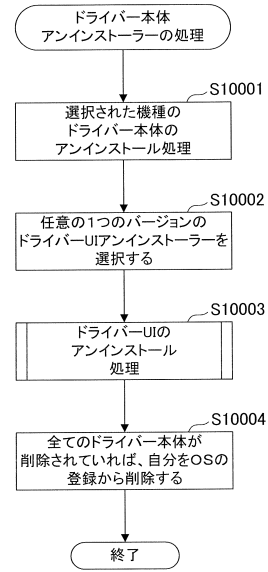 ドライバー本体
アンインストーラーの処理
S10001
選択された機種の
ドライバー本体の
アンインストール処理
S10002
任意の1つのバージョンの
ドライバーUIアンインストーラーを
選択する
S10003
ドライバーUIの
アンインストール
処理
S10004
全てのドライバー本体が
削除されていれば、自分をOSの
登録から削除する
終了